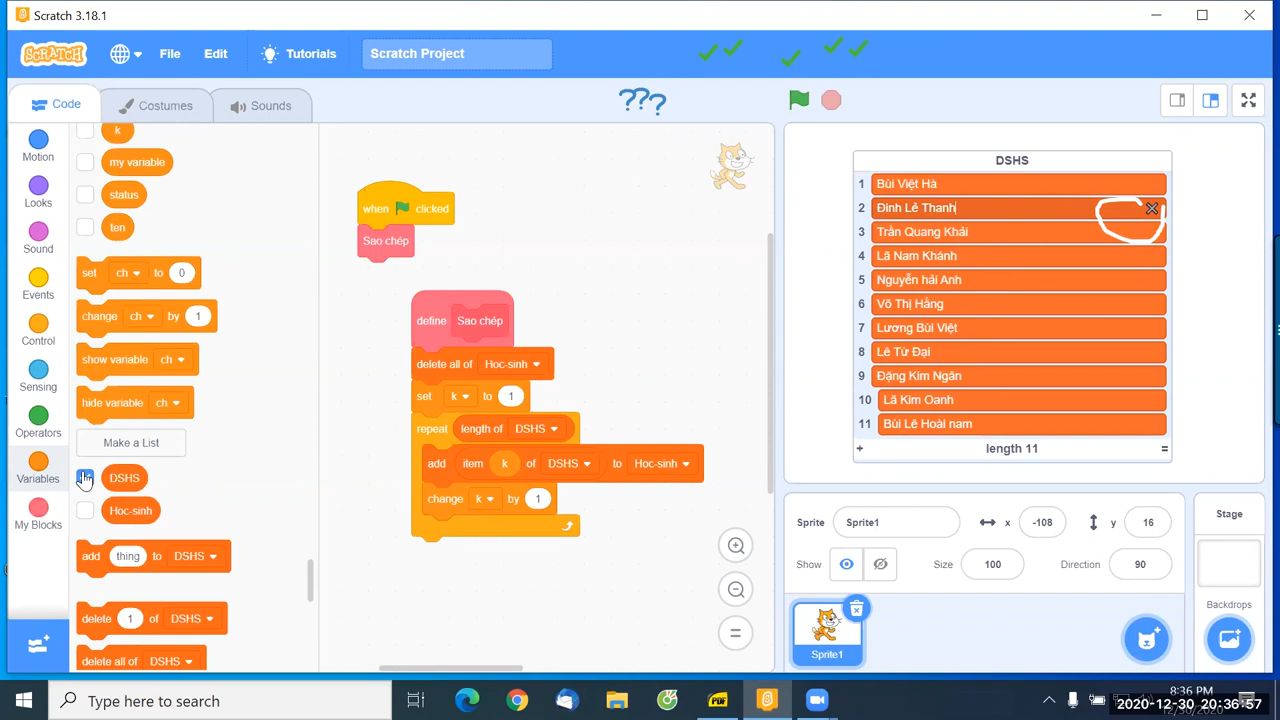 Scratch 3.18.1
SCRATCH File Edit Tutorials Scratch Project
Code Costumes Sounds ???
Motion
Looks
Sound
Events
Control
Sensing
Operators
Variables
My Blocks
k
my variable
status
ten
set ch to 0
change ch by 1
show variable ch
hide variable ch
Make a List
DSHS
Hoc-sinh
add thing to DSHS
delete 1 of DSHS
delete all of DSHS
when clicked
Sao chép
define Sao chép
delete all of Hoc-sinh
set k to 1
repeat length of DSHS
add item k of DSHS to Hoc-sinh
change k by 1
DSHS
1 Bùi Việt Hà
2 Đinh Lê Thanh
3 Trần Quang Khải
4 Lã Nam Khánh
5 Nguyễn hải Anh
6 Võ Thị Hằng
7 Lương Bùi Việt
8 Lê Từ Đại
9 Đặng Kim Ngân
10 Lã Kim Oanh
11 Bùi Lê Hoài nam
+ length 11 =
Sprite Sprite1 x -108 y 16
Show Size 100 Direction 90
Sprite1
Stage
Backdrops
Type here to search
PDF
8:36 PM
2020-12-30 20:36:57